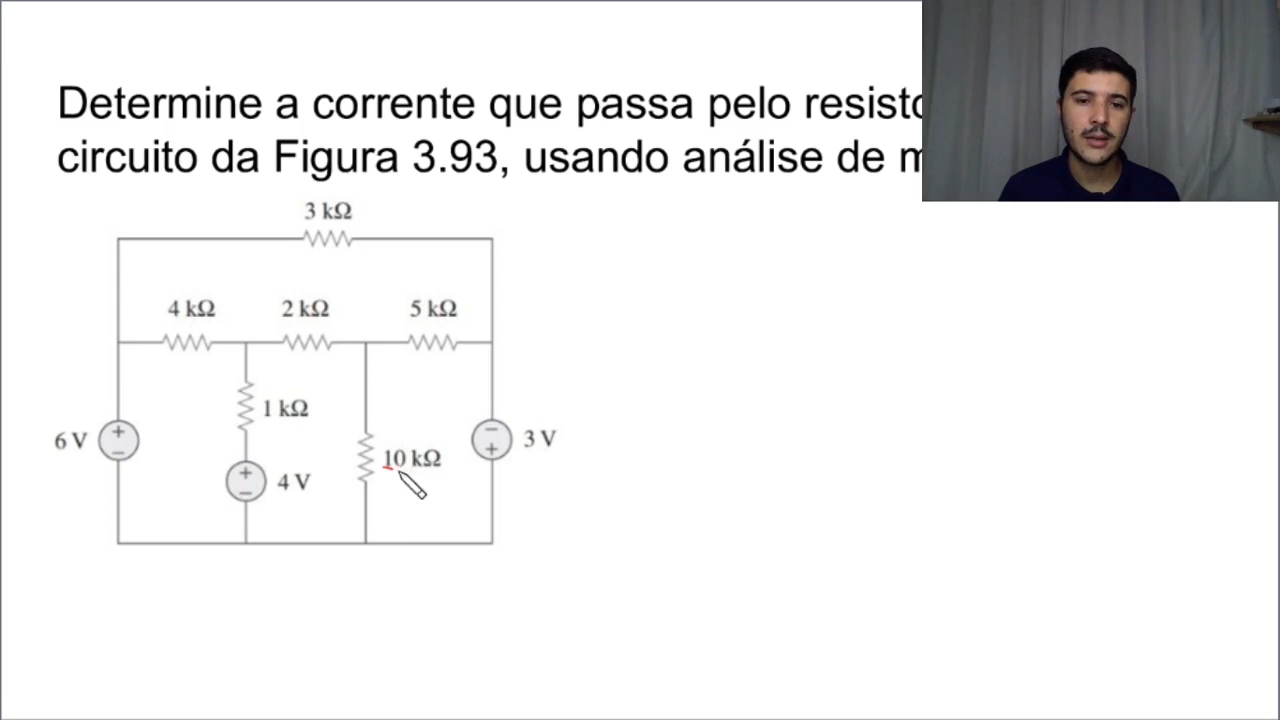 Determine a corrente que passa pelo
circuito da Figura 3.93, usando análise de
3 kΩ
4 kΩ 2 kΩ 5 kΩ
1 kΩ
6 V + − − + 3 V
10 kΩ
+ − 4 V